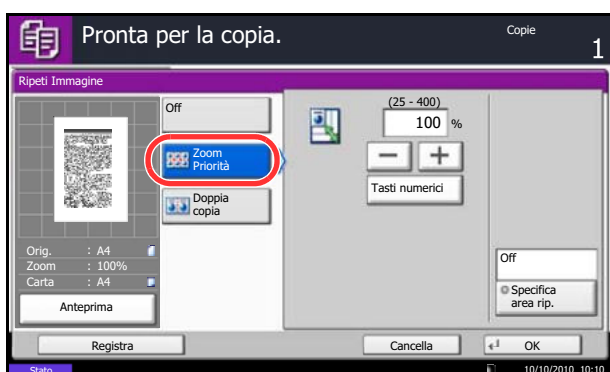 Pronta per la copia.
Copie
1
Ripeti Immagine
Off
Zoom
Priorità
Doppia
copia
(25 - 400)
100 %
Tasti numerici
Orig. : A4
Zoom : 100%
Carta : A4
Anteprima
Off
Specifica
area rip.
Registra
Cancella
OK
Stato
10/10/2010 10:10